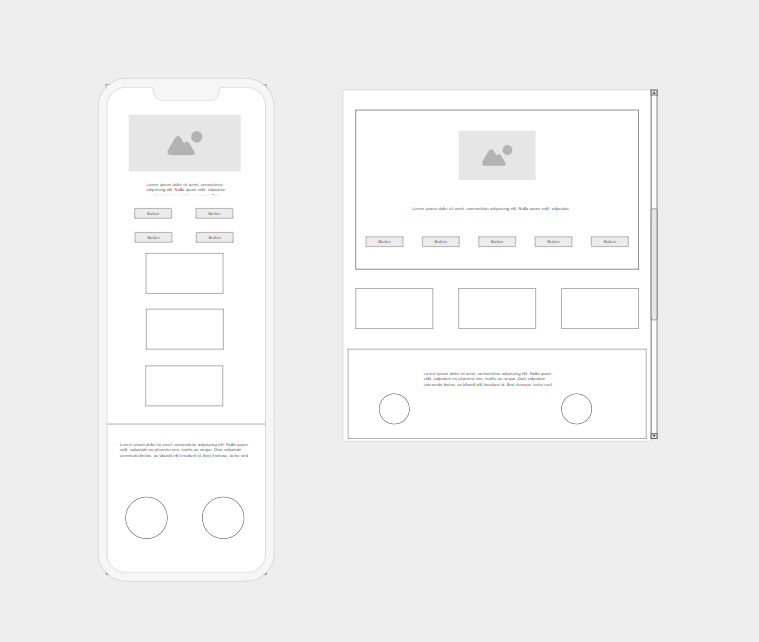 Lorem ipsum dolor sit amet, consectetur
adipiscing elit. Nulla quam velit, vulputate
Button
Button
Button
Button
Lorem ipsum dolor sit amet, consectetur adipiscing elit. Nulla quam
velit, vulputate eu pharetra nec, mattis ac neque. Duis vulputate
commodo lectus, ac blandit elit tincidunt id. Sed rhoncus, tortor sed
Lorem ipsum dolor sit amet, consectetur adipiscing elit. Nulla quam velit, vulputate
Button
Button
Button
Button
Button
Lorem ipsum dolor sit amet, consectetur adipiscing elit. Nulla quam
velit, vulputate eu pharetra nec, mattis ac neque. Duis vulputate
commodo lectus, ac blandit elit tincidunt id. Sed rhoncus, tortor sed